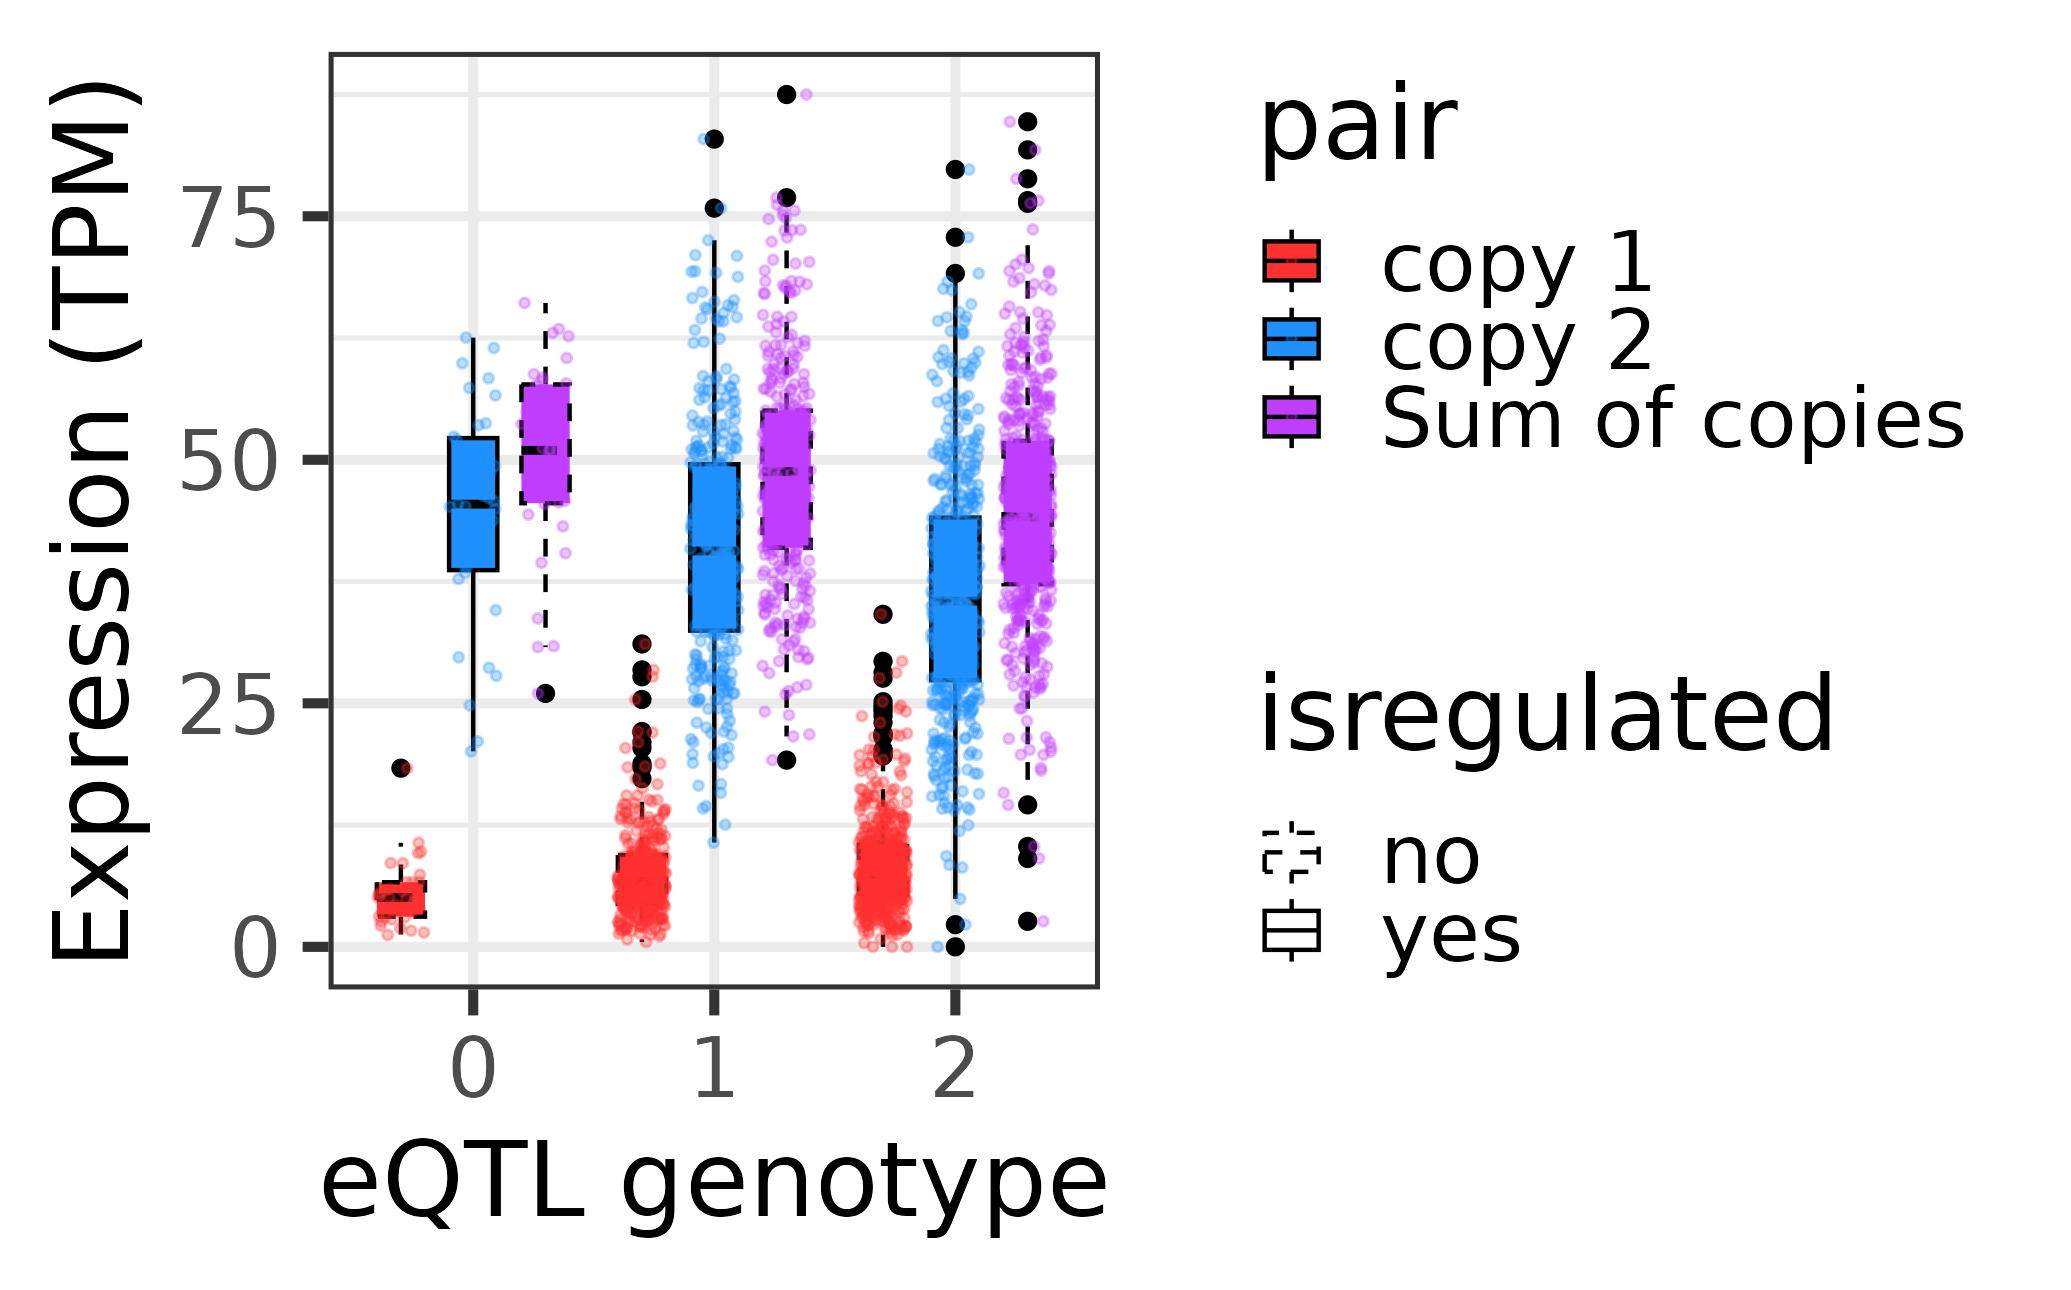 Expression (TPM)
75
50
25
0
0 1 2
eQTL genotype
pair
copy 1
copy 2
Sum of copies
isregulated
no
yes